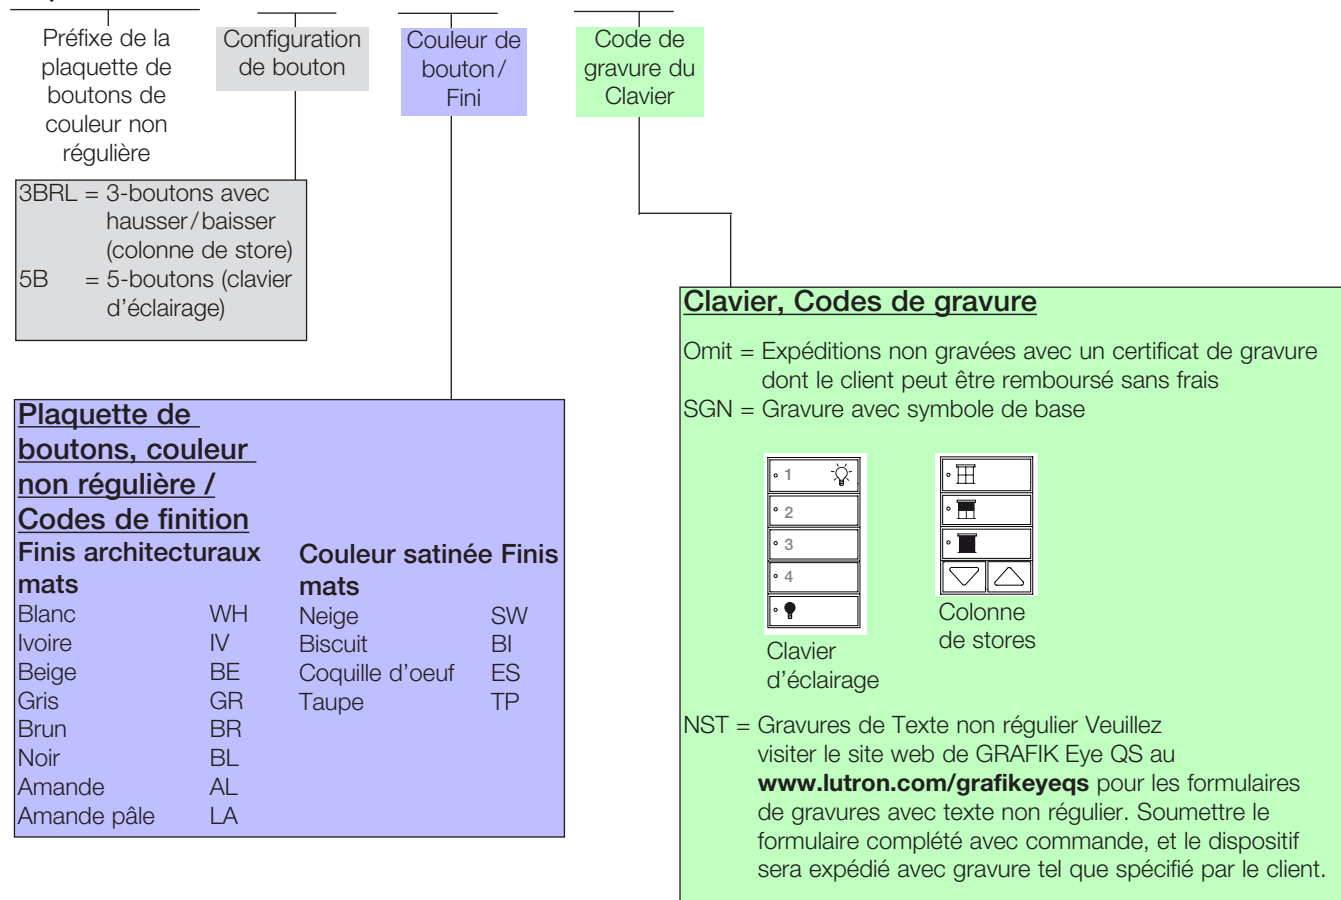 Préfixe de la
plaquette de
boutons de
couleur non
régulière
Configuration
de bouton
Couleur de
bouton/
Fini
Code de
gravure du
Clavier
3BRL = 3-boutons avec
hausser/baisser
(colonne de store)
5B = 5-boutons (clavier
d’éclairage)
Plaquette de
boutons, couleur
non régulière /
Codes de finition
Finis architecturaux
mats
Blanc WH
Ivoire IV
Beige BE
Gris GR
Brun BR
Noir BL
Amande AL
Amande pâle LA
Couleur satinée Finis
mats
Neige SW
Biscuit BI
Coquille d’oeuf ES
Taupe TP
Clavier, Codes de gravure
Omit = Expéditions non gravées avec un certificat de gravure
dont le client peut être remboursé sans frais
SGN = Gravure avec symbole de base
1
2
3
4
Clavier
d’éclairage
Colonne
de stores
NST = Gravures de Texte non régulier Veuillez
visiter le site web de GRAFIK Eye QS au
www.lutron.com/grafikeyeqs pour les formulaires
de gravures avec texte non régulier. Soumettre le
formulaire complété avec commande, et le dispositif
sera expédié avec gravure tel que spécifié par le client.